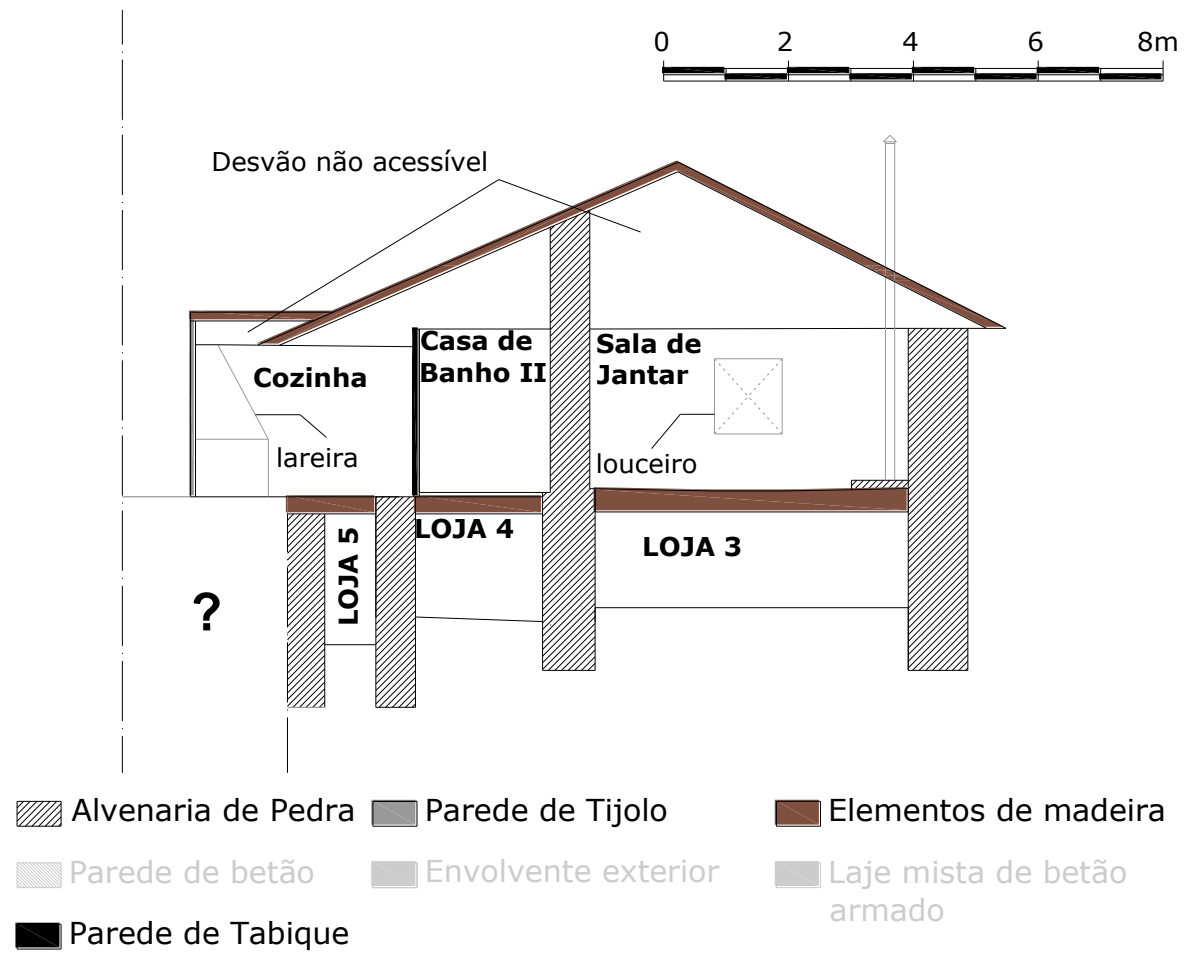 0 2 4 6 8m
Desvão não acessível
Casa de
Banho II
Sala de
Jantar
Cozinha
lareira
louceiro
LOJA 5
LOJA 4
LOJA 3
?
Alvenaria de Pedra
Parede de Tijolo
Elementos de madeira
Parede de betão
Envolvente exterior
Laje mista de betão
armado
Parede de Tabique